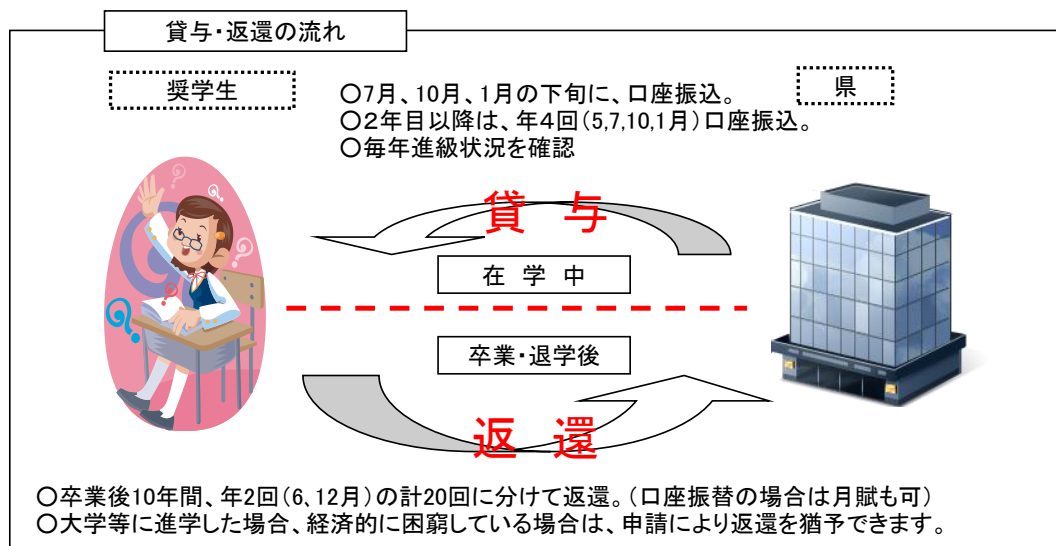 貸与・返還の流れ
奨学生
県
○7月、10月、1月の下旬に、口座振込。
○２年目以降は、年４回（5,7,10,1月）口座振込。
○毎年進級状況を確認
貸　与
在　学　中
卒業・退学後
返　還
○卒業後10年間、年2回（6、12月）の計20回に分けて返還。（口座振替の場合は月賦も可）
○大学等に進学した場合、経済的に困窮している場合は、申請により返還を猶予できます。